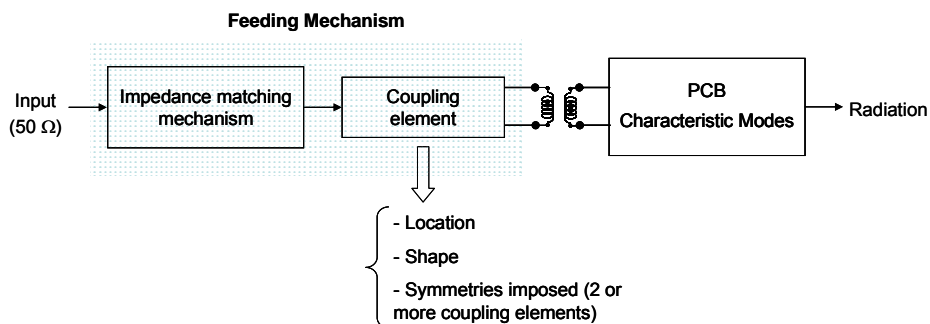 Feeding Mechanism
Input
(50 Ω)
Impedance matching
mechanism
Coupling
element
PCB
Characteristic Modes
Radiation
- Location
- Shape
- Symmetries imposed (2 or
more coupling elements)